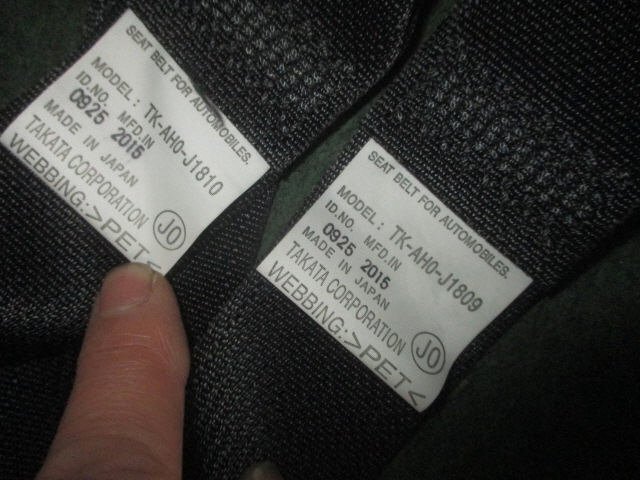 SEAT BELT FOR AUTOMOBILES.
MODEL : TK-AH0-J1810
ID.NO. MFD.IN
0925 2015
MADE IN JAPAN
TAKATA CORPORATION JO
WEBBING:>PET<
SEAT BELT FOR AUTOMOBILES.
MODEL : TK-AH0-J1809
ID.NO. MFD.IN
0925 2015
MADE IN JAPAN
TAKATA CORPORATION JO
WEBBING:>PET<